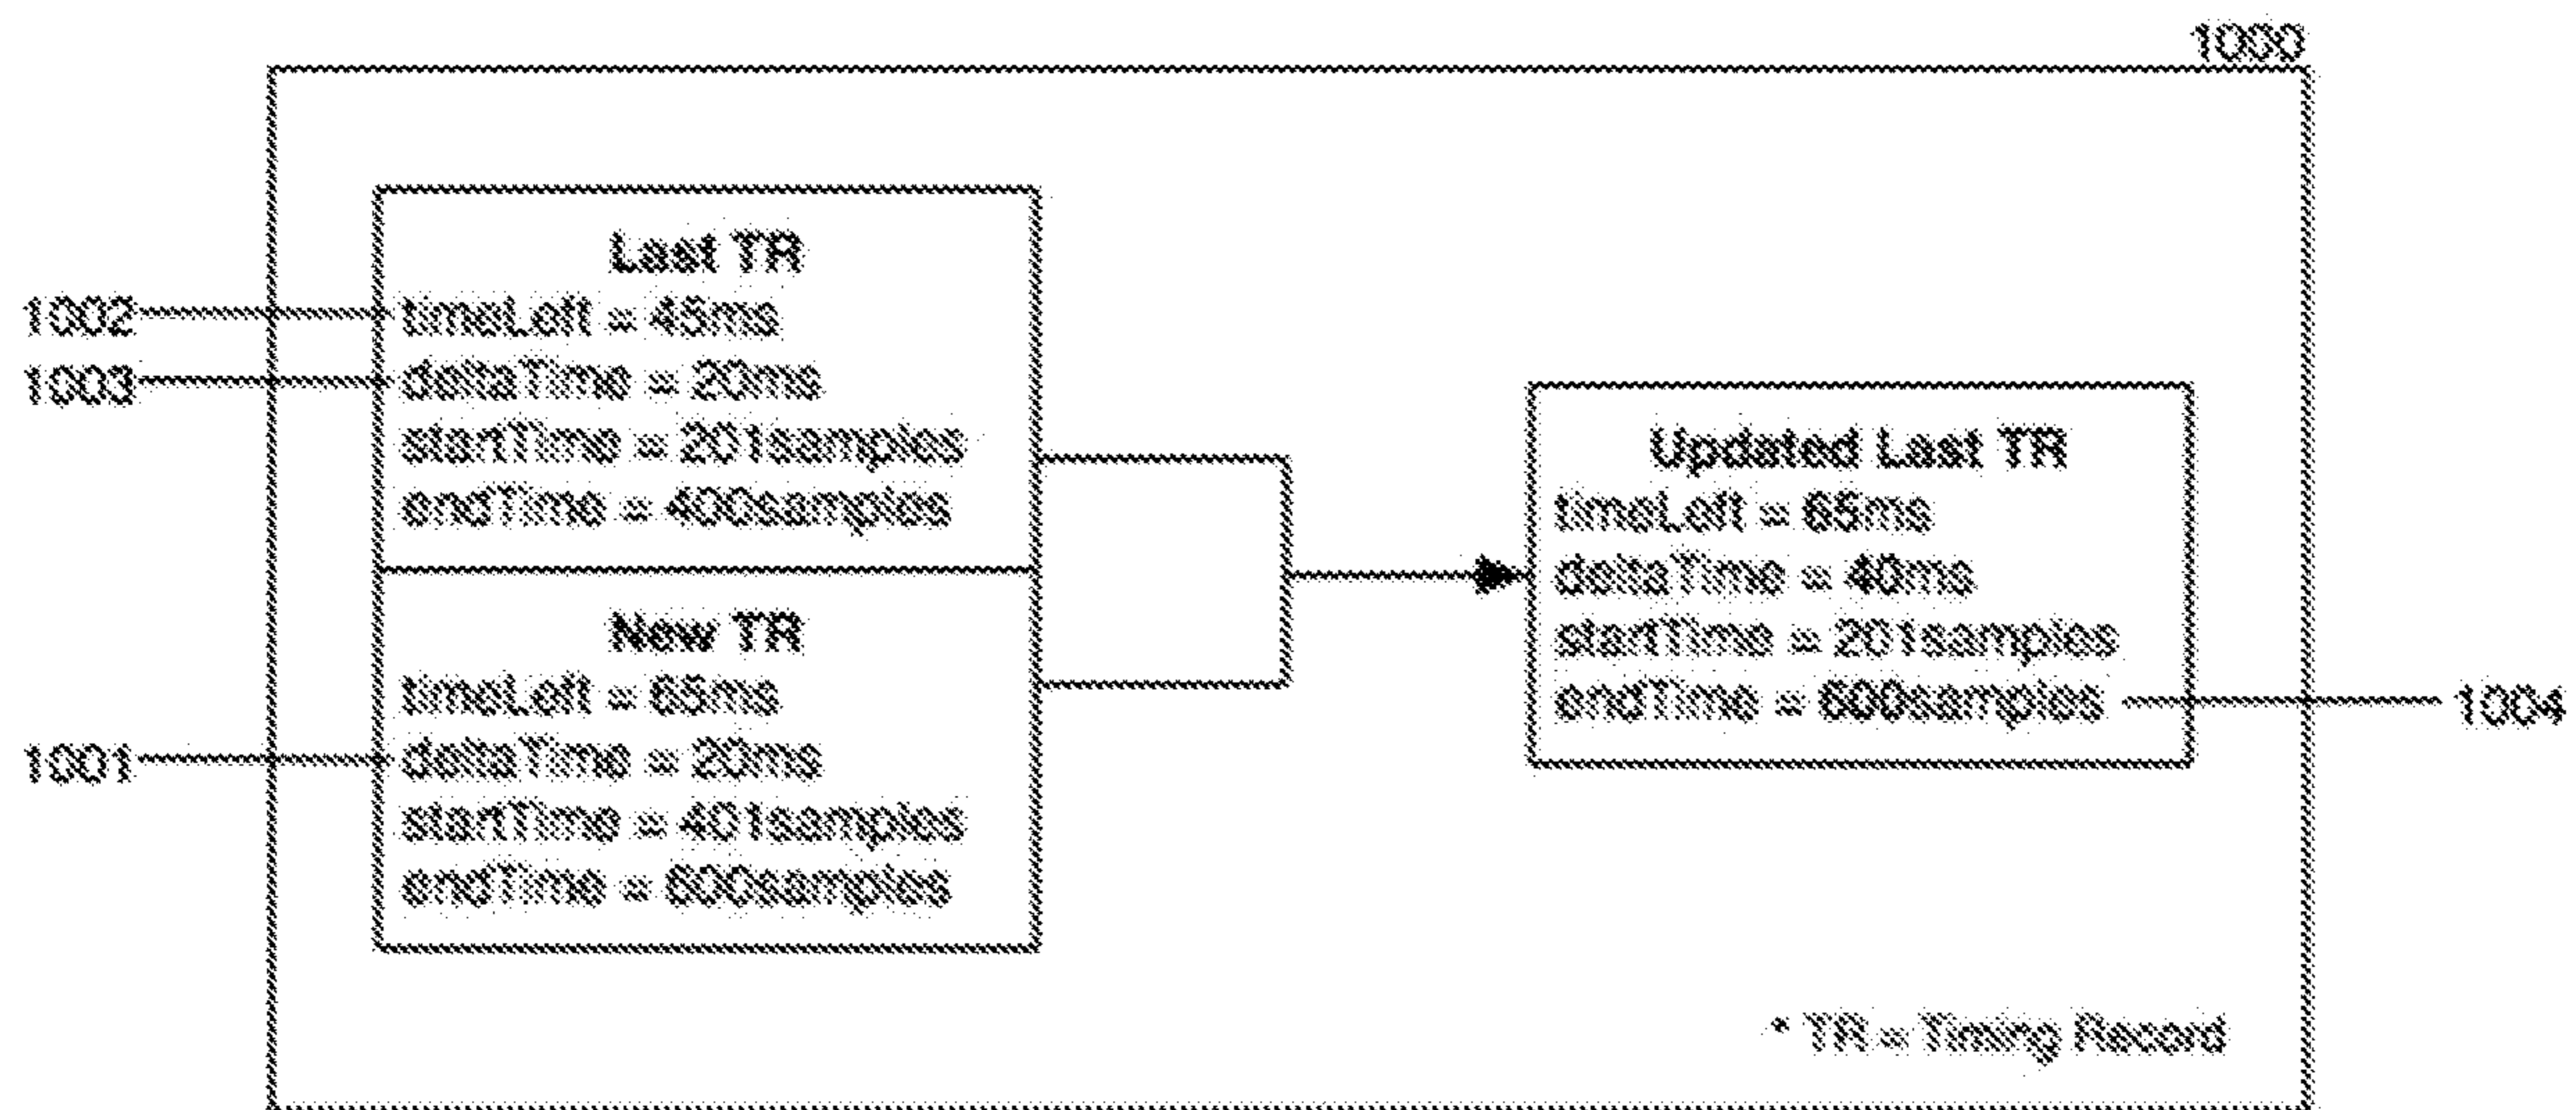 1000
Last TR
1002
timeLeft = 45ms
1003
deltaTime = 20ms
startTime = 201samples
endTime = 400samples
New TR
timeLeft = 65ms
1001
deltaTime = 20ms
startTime = 401samples
endTime = 600samples
Updated Last TR
timeLeft = 65ms
deltaTime = 40ms
startTime = 201samples
endTime = 600samples
1004
* TR = Timing Record